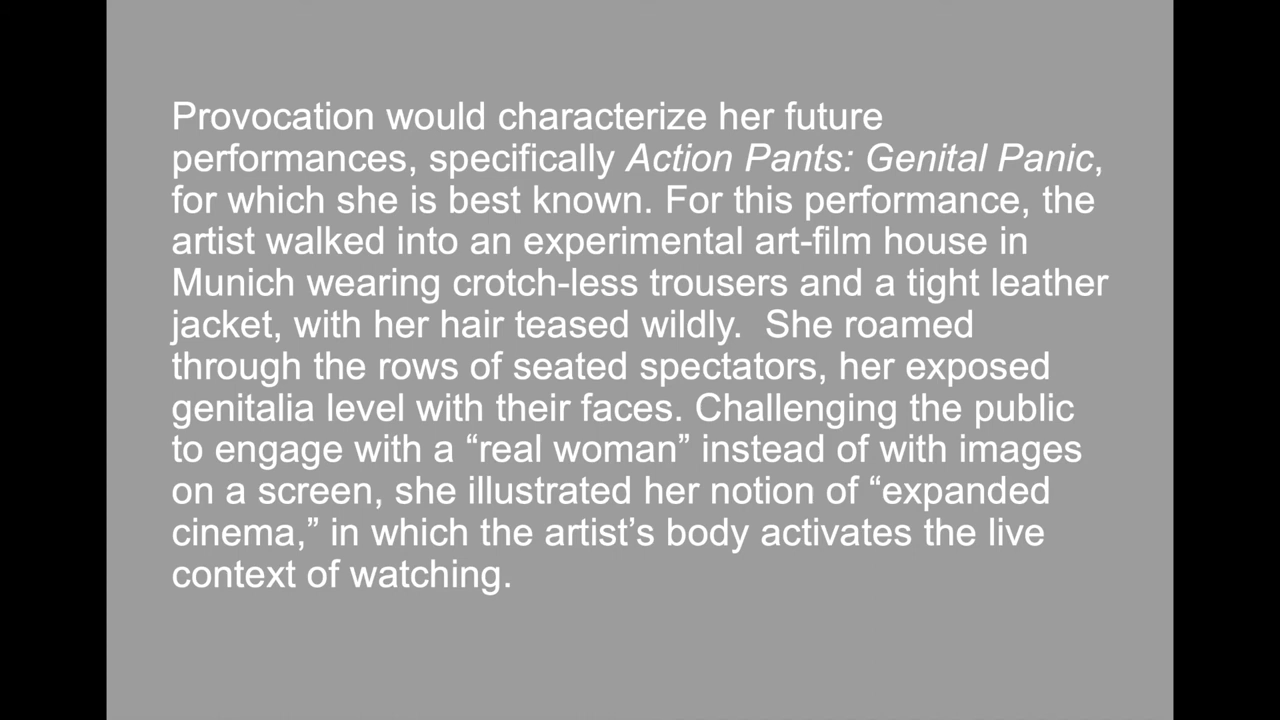 Provocation would characterize her future
performances, specifically Action Pants: Genital Panic,
for which she is best known. For this performance, the
artist walked into an experimental art-film house in
Munich wearing crotch-less trousers and a tight leather
jacket, with her hair teased wildly.  She roamed
through the rows of seated spectators, her exposed
genitalia level with their faces. Challenging the public
to engage with a “real woman” instead of with images
on a screen, she illustrated her notion of “expanded
cinema,” in which the artist’s body activates the live
context of watching.